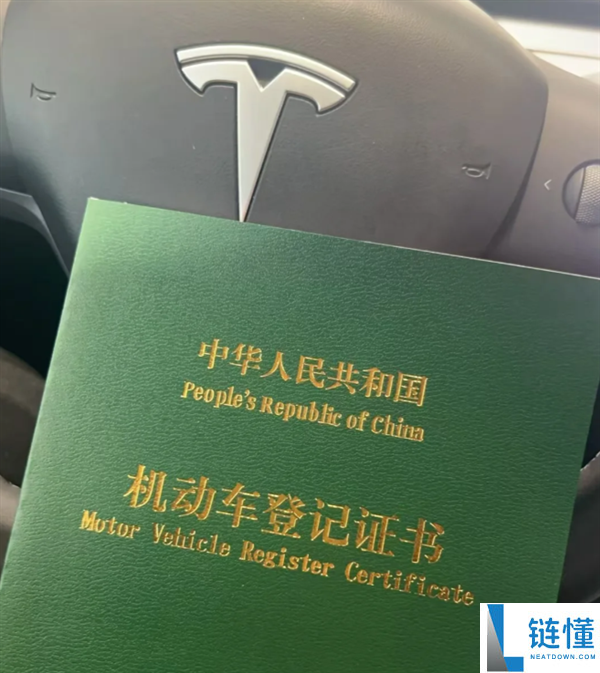 中华人民共和国
People's Republic of China
机动车登记证书
Motor Vehicle Register Certificate
链懂
NEATDOWN.COM